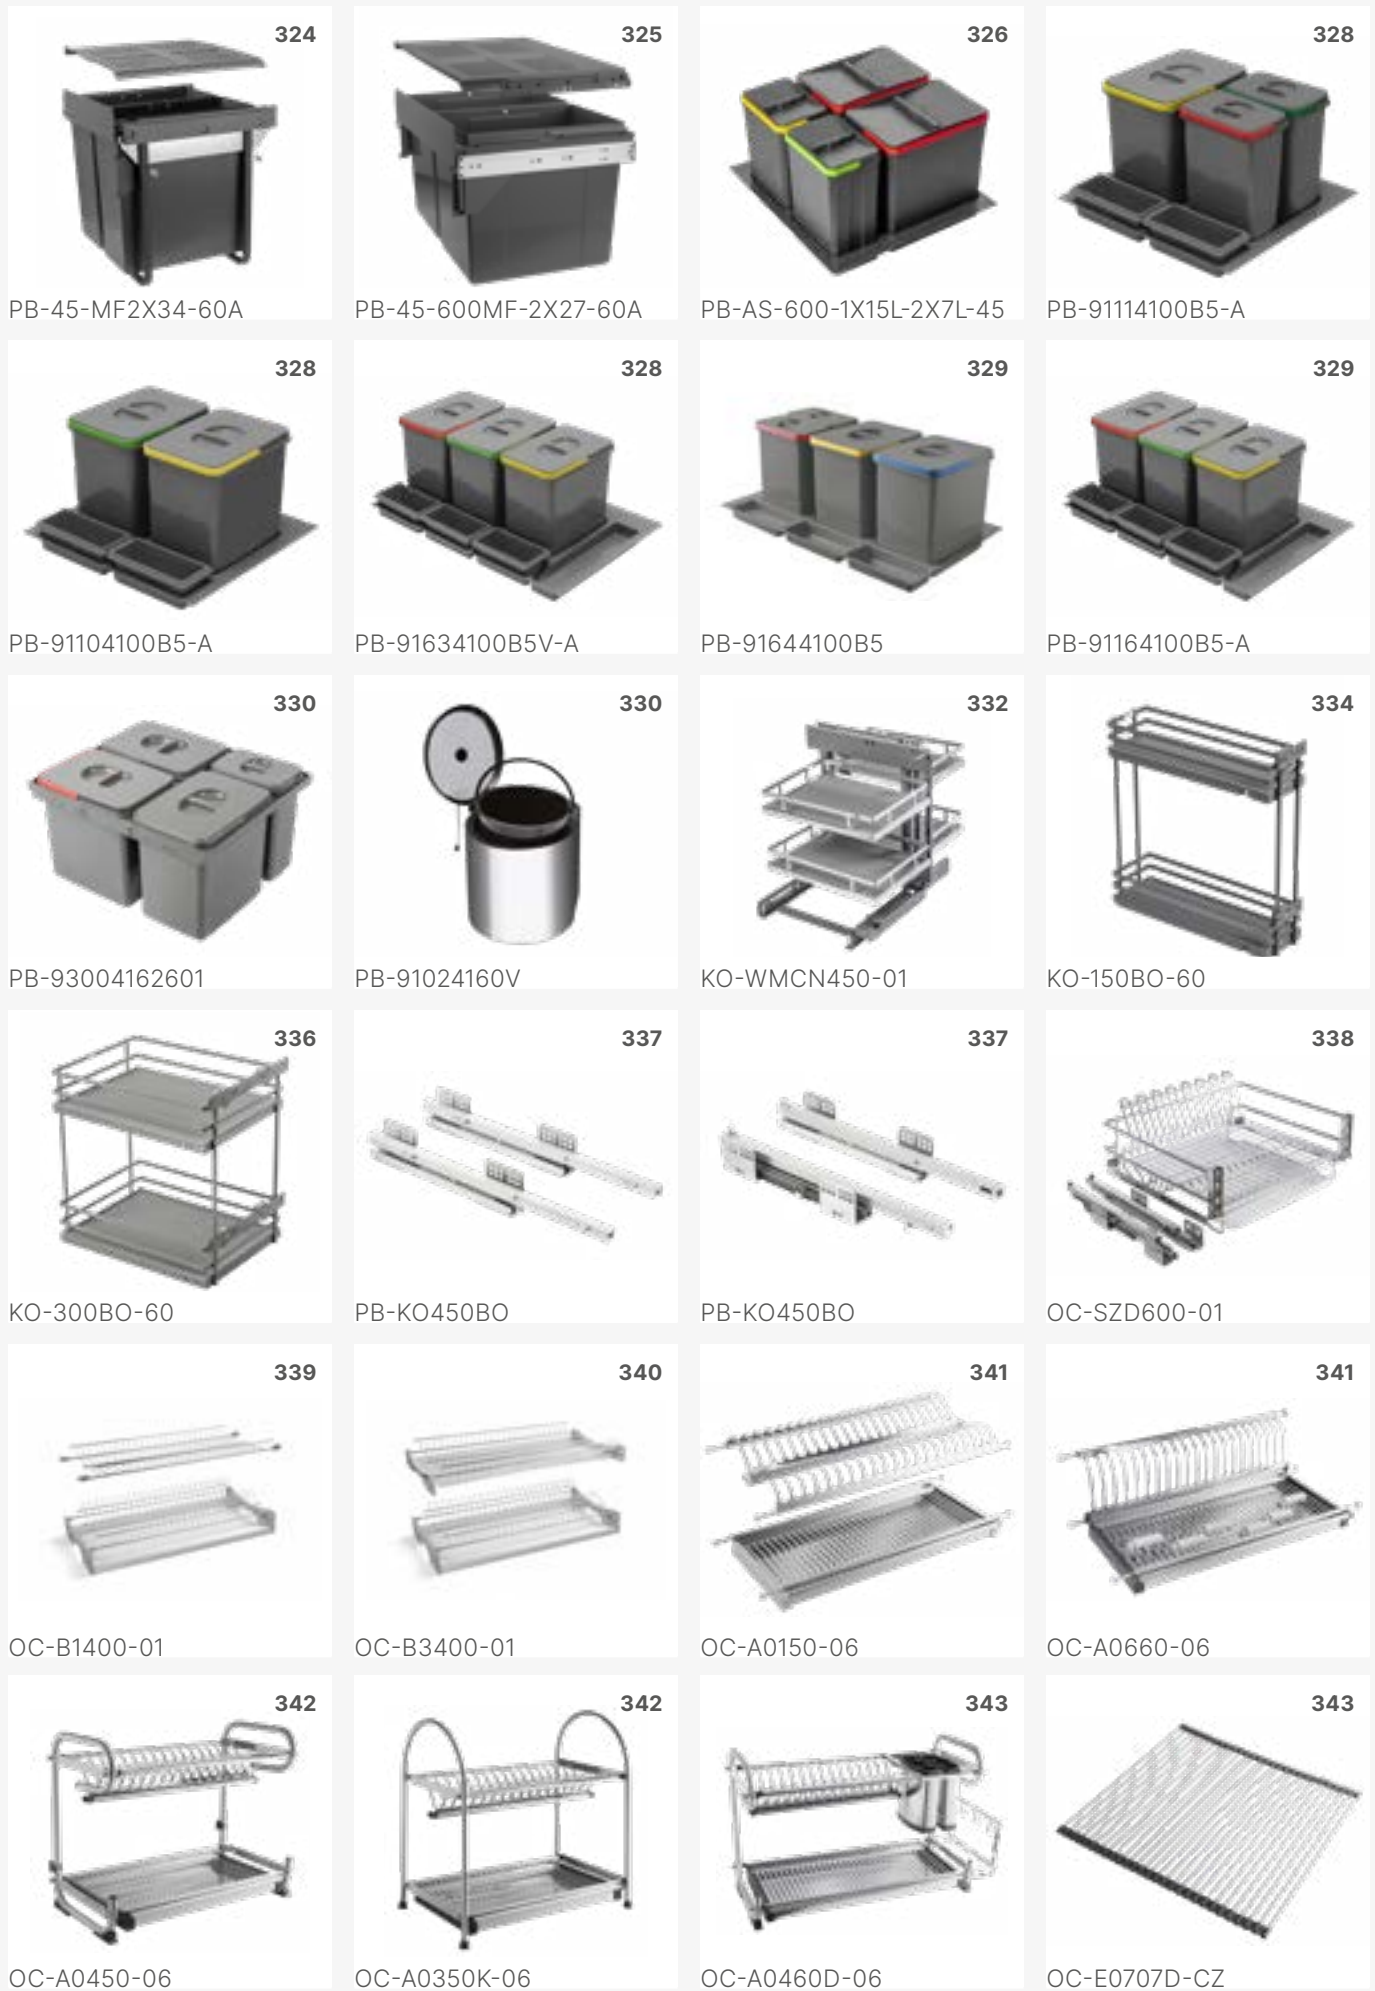 324
PB-45-MF2X34-60A
325
PB-45-600MF-2X27-60A
326
PB-AS-600-1X15L-2X7L-45
328
PB-91114100B5-A
328
PB-91104100B5-A
328
PB-91634100B5V-A
329
PB-91644100B5
329
PB-91164100B5-A
330
PB-93004162601
330
PB-91024160V
332
KO-WMCN450-01
334
KO-150BO-60
336
KO-300BO-60
337
PB-KO450BO
337
PB-KO450BO
338
OC-SZD600-01
339
OC-B1400-01
340
OC-B3400-01
341
OC-A0150-06
341
OC-A0660-06
342
OC-A0450-06
342
OC-A0350K-06
343
OC-A0460D-06
343
OC-E0707D-CZ